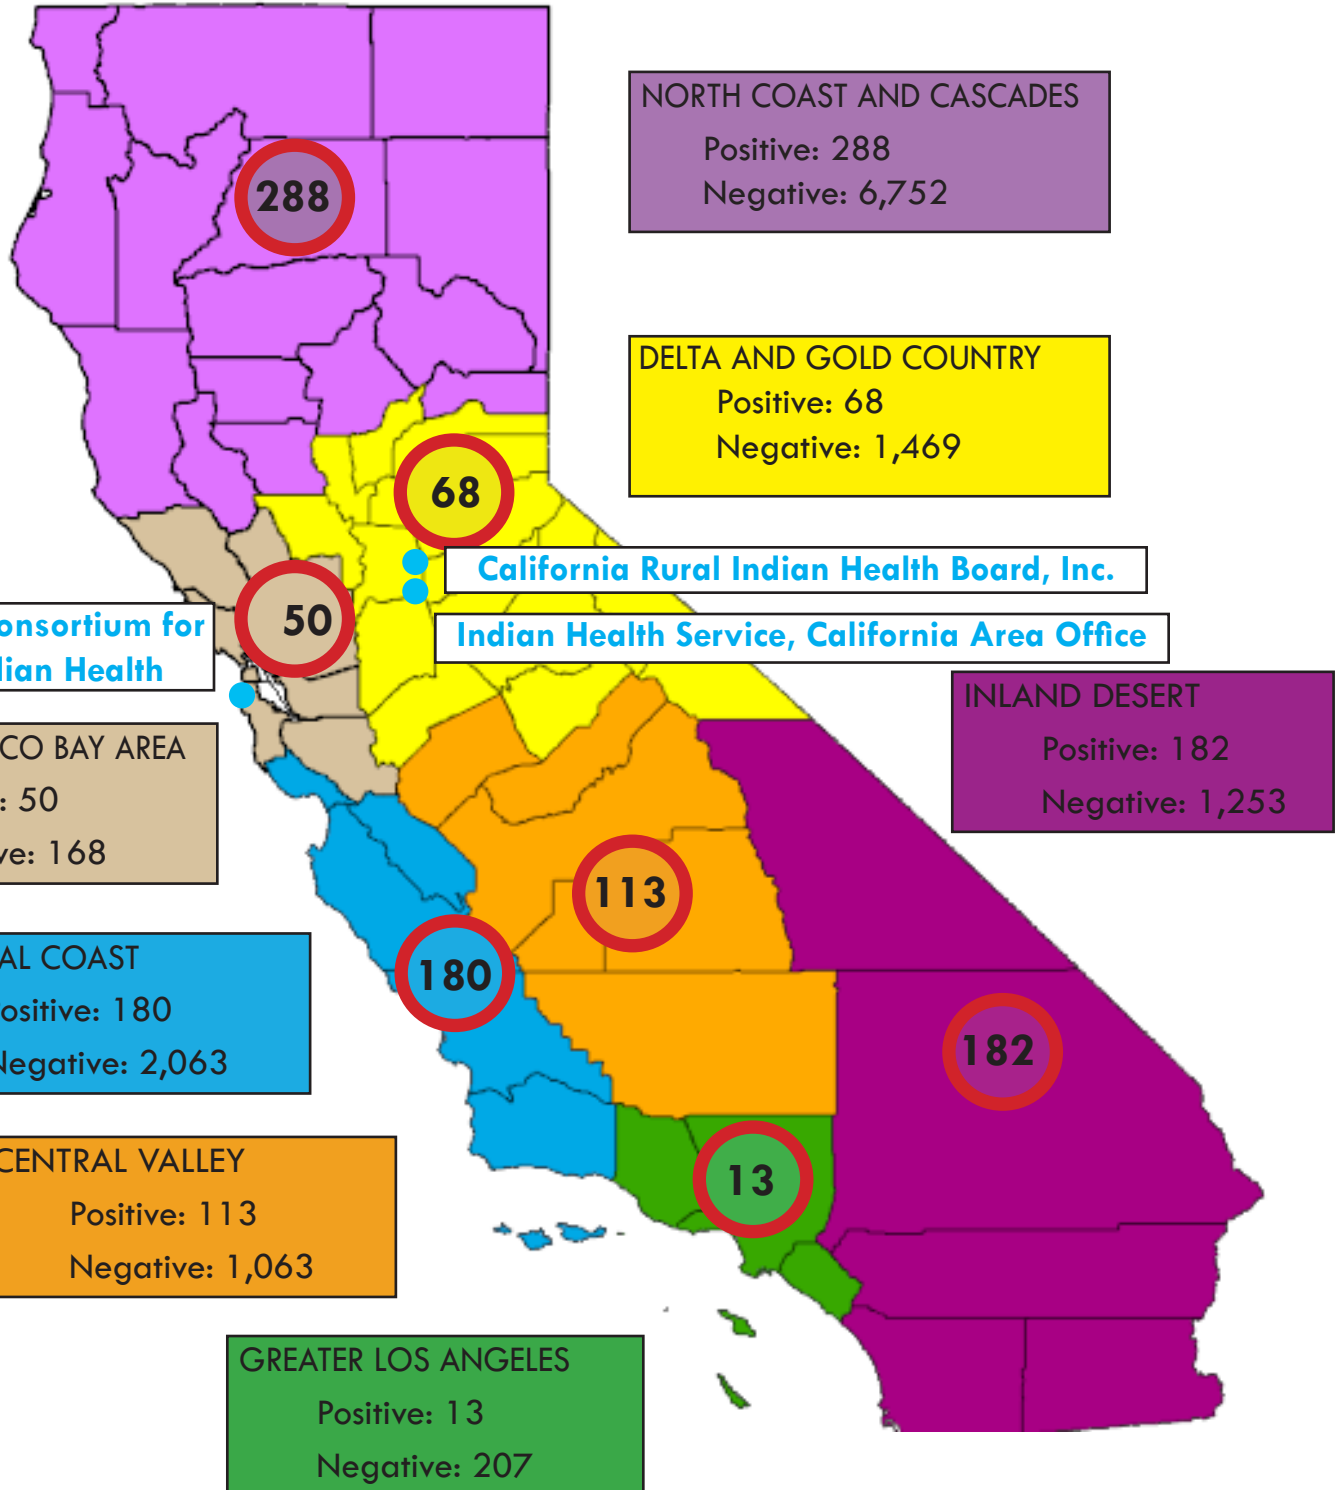 NORTH COAST AND CASCADES
Positive: 288
Negative: 6,752
288
DELTA AND GOLD COUNTRY
Positive: 68
Negative: 1,469
68
California Rural Indian Health Board, Inc.
Indian Health Service, California Area Office
50
onsortium for
ian Health
INLAND DESERT
Positive: 182
Negative: 1,253
CO BAY AREA
: 50
ve: 168
113
180
AL COAST
ositive: 180
Negative: 2,063
182
CENTRAL VALLEY
Positive: 113
Negative: 1,063
13
GREATER LOS ANGELES
Positive: 13
Negative: 207